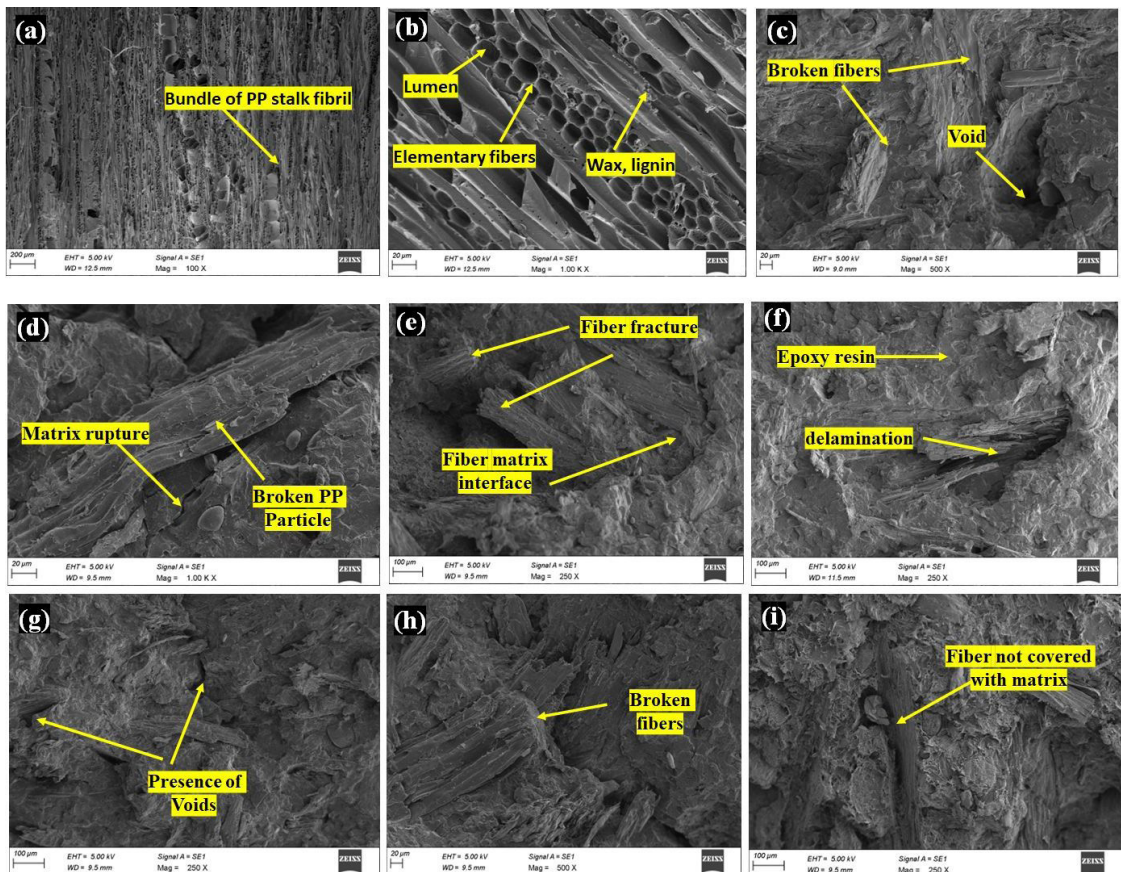 (a)
Bundle of PP stalk fibril
200 µm
EHT = 5.00 kV
Signal A = SE1
WD = 12.5 mm
Mag = 100 X
ZEISS
(b)
Lumen
Elementary fibers
Wax, lignin
20 µm
EHT = 5.00 kV
Signal A = SE1
WD = 12.5 mm
Mag = 1.00 K X
ZEISS
(c)
Broken fibers
Void
20 µm
EHT = 5.00 kV
Signal A = SE1
WD = 9.0 mm
Mag = 500 X
ZEISS
(d)
Matrix rupture
Broken PP
Particle
20 µm
EHT = 5.00 kV
Signal A = SE1
WD = 9.5 mm
Mag = 1.00 K X
ZEISS
(e)
Fiber fracture
Fiber matrix
interface
100 µm
EHT = 5.00 kV
Signal A = SE1
WD = 9.5 mm
Mag = 250 X
ZEISS
(f)
Epoxy resin
delamination
100 µm
EHT = 5.00 kV
Signal A = SE1
WD = 11.5 mm
Mag = 250 X
ZEISS
(g)
Presence of
Voids
100 µm
EHT = 5.00 kV
Signal A = SE1
WD = 9.5 mm
Mag = 250 X
ZEISS
(h)
Broken
fibers
20 µm
EHT = 5.00 kV
Signal A = SE1
WD = 9.5 mm
Mag = 500 X
ZEISS
(i)
Fiber not covered
with matrix
100 µm
EHT = 5.00 kV
Signal A = SE1
WD = 9.5 mm
Mag = 250 X
ZEISS